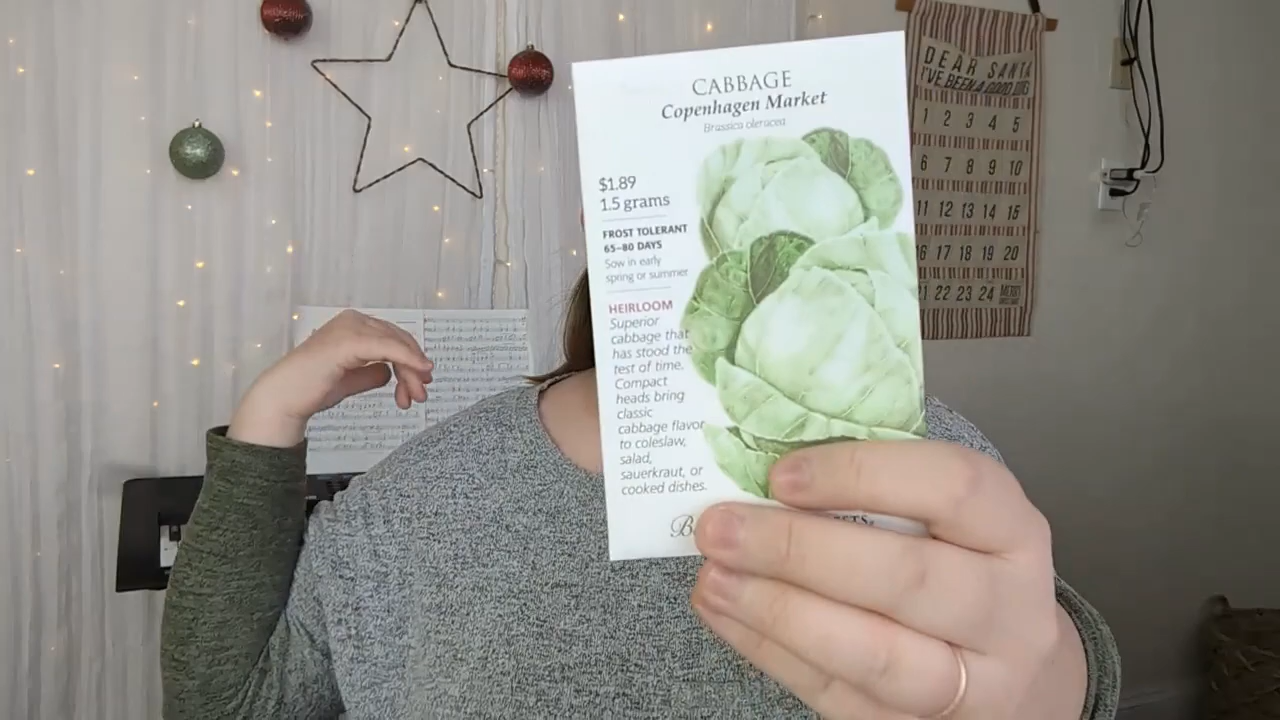 CABBAGE
Copenhagen Market
Brassica oleracea
$1.89
1.5 grams
FROST TOLERANT
65–80 DAYS
Sow in early
spring or summer
HEIRLOOM
Superior
cabbage that
has stood the
test of time.
Compact
heads bring
classic
cabbage flavor
to coleslaw,
salad,
sauerkraut, or
cooked dishes.
DEAR SANTA
I'VE BEEN A GOOD
1 2 3 4 5
6 7 8 9 10
11 12 13 14 15
16 17 18 19 20
21 22 23 24 MERRY